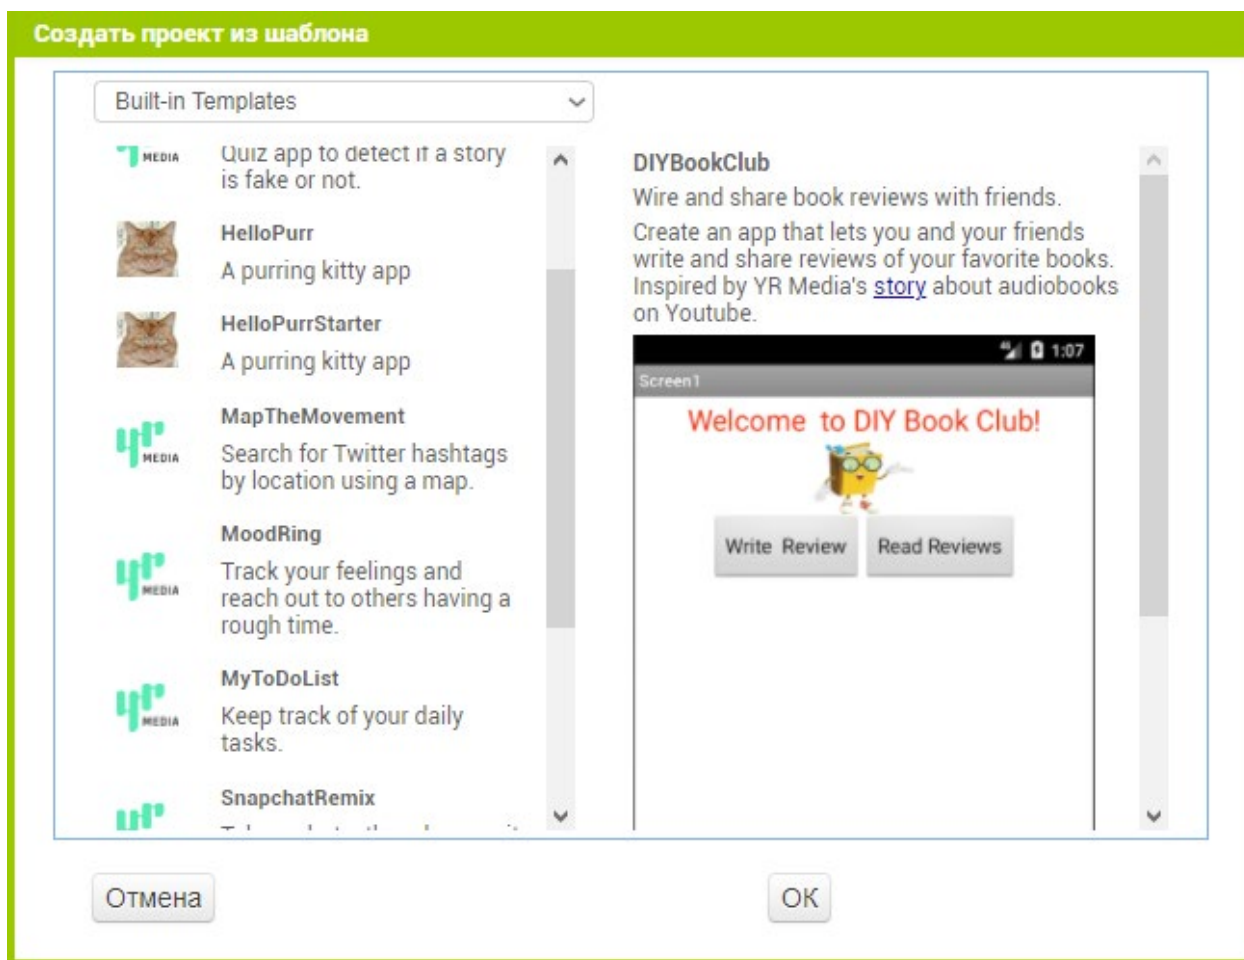 Создать проект из шаблона
Built-in Templates
MEDIA
Quiz app to detect if a story
is fake or not.
HelloPurr
A purring kitty app
HelloPurrStarter
A purring kitty app
MapTheMovement
MEDIA
Search for Twitter hashtags
by location using a map.
MoodRing
MEDIA
Track your feelings and
reach out to others having a
rough time.
MyToDoList
MEDIA
Keep track of your daily
tasks.
SnapchatRemix
DIYBookClub
Wire and share book reviews with friends.
Create an app that lets you and your friends
write and share reviews of your favorite books.
Inspired by YR Media's story about audiobooks
on Youtube.
1:07
Screen1
Welcome to DIY Book Club!
Write Review
Read Reviews
Отмена
ОК